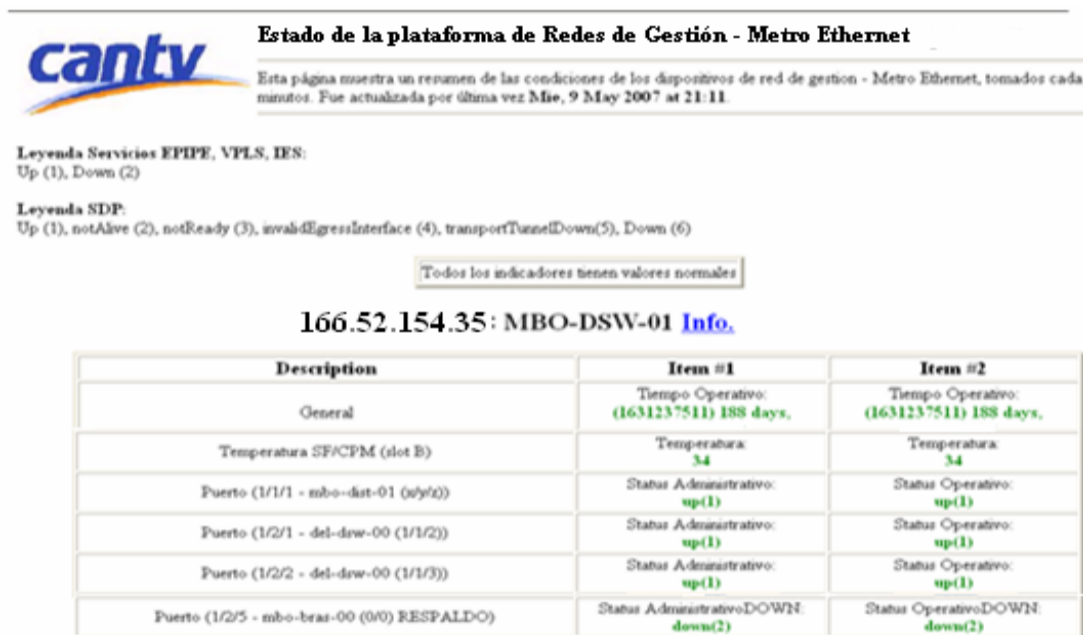 cantv
Estado de la plataforma de Redes de Gestión - Metro Ethernet
Esta página muestra un resumen de las condiciones de los dispositivos de red de gestion - Metro Ethernet, tomados cada
minutos. Fue actualizada por última vez Mie, 9 May 2007 at 21:11.
Leyenda Servicios EPIPE, VPLS, IES:
Up (1), Down (2)
Leyenda SDP:
Up (1), notAlive (2), notReady (3), invalidEgressInterface (4), transportTunnelDown(5), Down (6)
Todos los indicadores tienen valores normales
166.52.154.35: MBO-DSW-01 Info.
Description Item #1 Item #2
General Tiempo Operativo: (1631237511) 188 days, Tiempo Operativo: (1631237511) 188 days,
Temperatura SF/CPM (slot B) Temperatura: 34 Temperatura: 34
Puerto (1/1/1 - mbo-dist-01 (x/y/z)) Status Administrativo: up(1) Status Operativo: up(1)
Puerto (1/2/1 - del-dsw-00 (1/1/2)) Status Administrativo: up(1) Status Operativo: up(1)
Puerto (1/2/2 - del-dsw-00 (1/1/3)) Status Administrativo: up(1) Status Operativo: up(1)
Puerto (1/2/5 - mbo-bras-00 (0/0) RESPALDO) Status AdministrativoDOWN: down(2) Status OperativoDOWN: down(2)